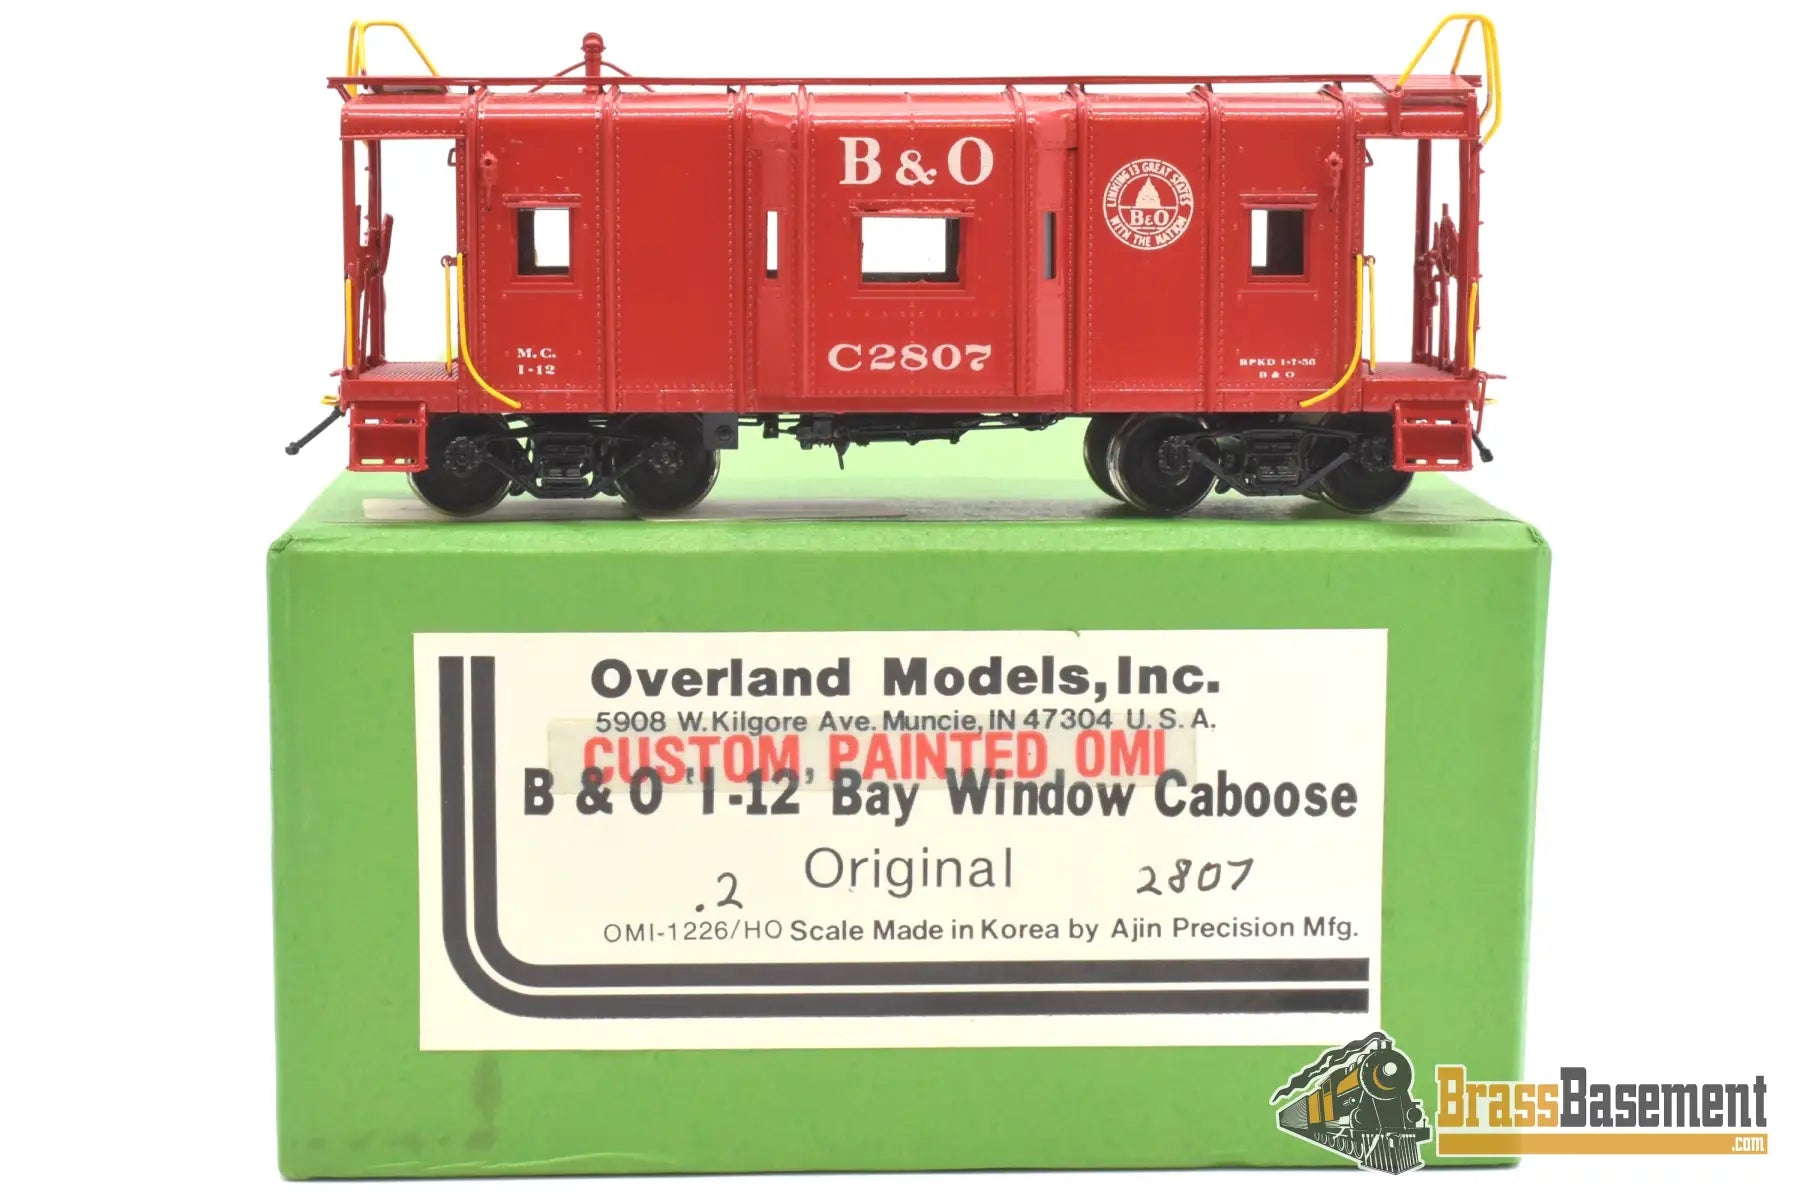 B & O
LINKING 13 GREAT STATES
B & O
WITH THE NATION
C2807
M. C.
I-12
RPKD 1-7-56
B & O
Overland Models, Inc.
5908 W. Kilgore Ave. Muncie, IN 47304 U. S. A.
CUSTOM PAINTED OMI
B & O 'I-12' Bay Window Caboose
Original
.2
2807
OMI-1226/HO Scale Made in Korea by Ajin Precision Mfg.
BrassBasement
.com